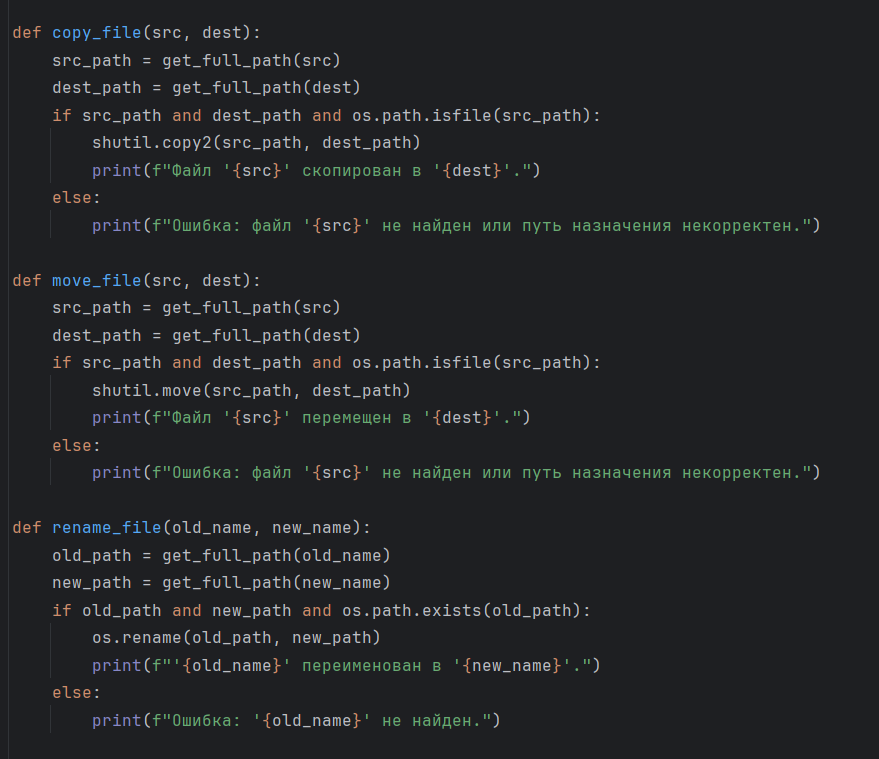 def copy_file(src, dest):
    src_path = get_full_path(src)
    dest_path = get_full_path(dest)
    if src_path and dest_path and os.path.isfile(src_path):
        shutil.copy2(src_path, dest_path)
        print(f"Файл '{src}' скопирован в '{dest}'.")
    else:
        print(f"Ошибка: файл '{src}' не найден или путь назначения некорректен.")

def move_file(src, dest):
    src_path = get_full_path(src)
    dest_path = get_full_path(dest)
    if src_path and dest_path and os.path.isfile(src_path):
        shutil.move(src_path, dest_path)
        print(f"Файл '{src}' перемещен в '{dest}'.")
    else:
        print(f"Ошибка: файл '{src}' не найден или путь назначения некорректен.")

def rename_file(old_name, new_name):
    old_path = get_full_path(old_name)
    new_path = get_full_path(new_name)
    if old_path and new_path and os.path.exists(old_path):
        os.rename(old_path, new_path)
        print(f"'{old_name}' переименован в '{new_name}'.")
    else:
        print(f"Ошибка: '{old_name}' не найден.")